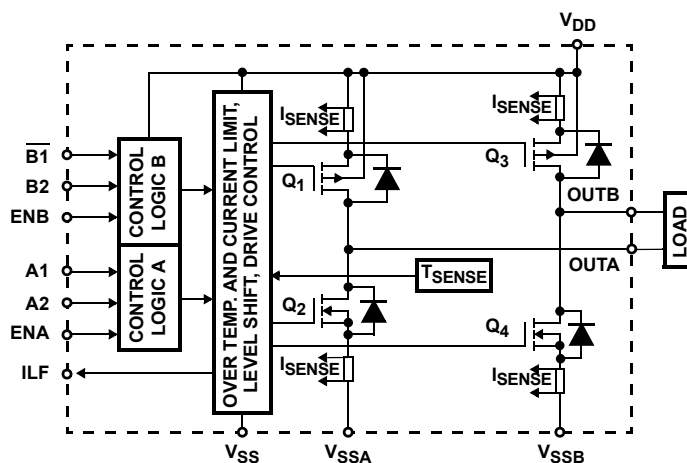 VDD
ISENSE
ISENSE
B1
B2
ENB
CONTROL
LOGIC B
OVER TEMP. AND CURRENT LIMIT,
LEVEL SHIFT, DRIVE CONTROL
Q1
Q3
OUTB
LOAD
OUTA
A1
A2
ENA
CONTROL
LOGIC A
TSENSE
Q2
Q4
ILF
ISENSE
ISENSE
VSS
VSSA
VSSB